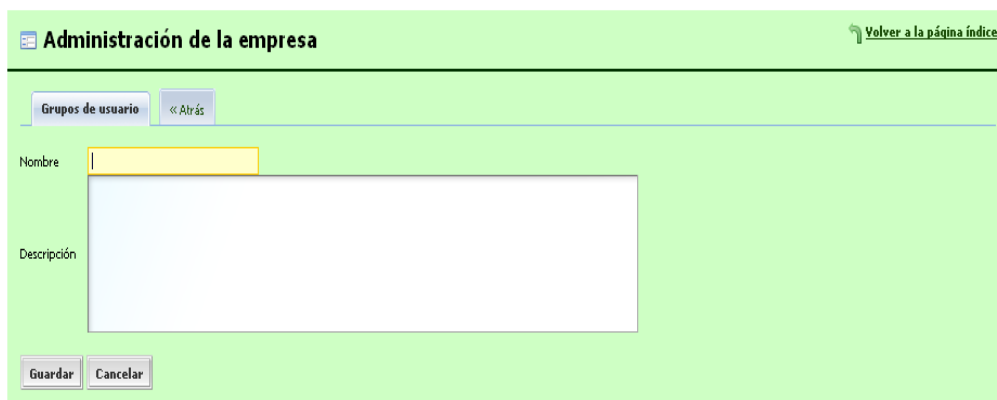 Administración de la empresa
Volver a la página índice
Grupos de usuario
« Atrás
Nombre
Descripción
Guardar
Cancelar